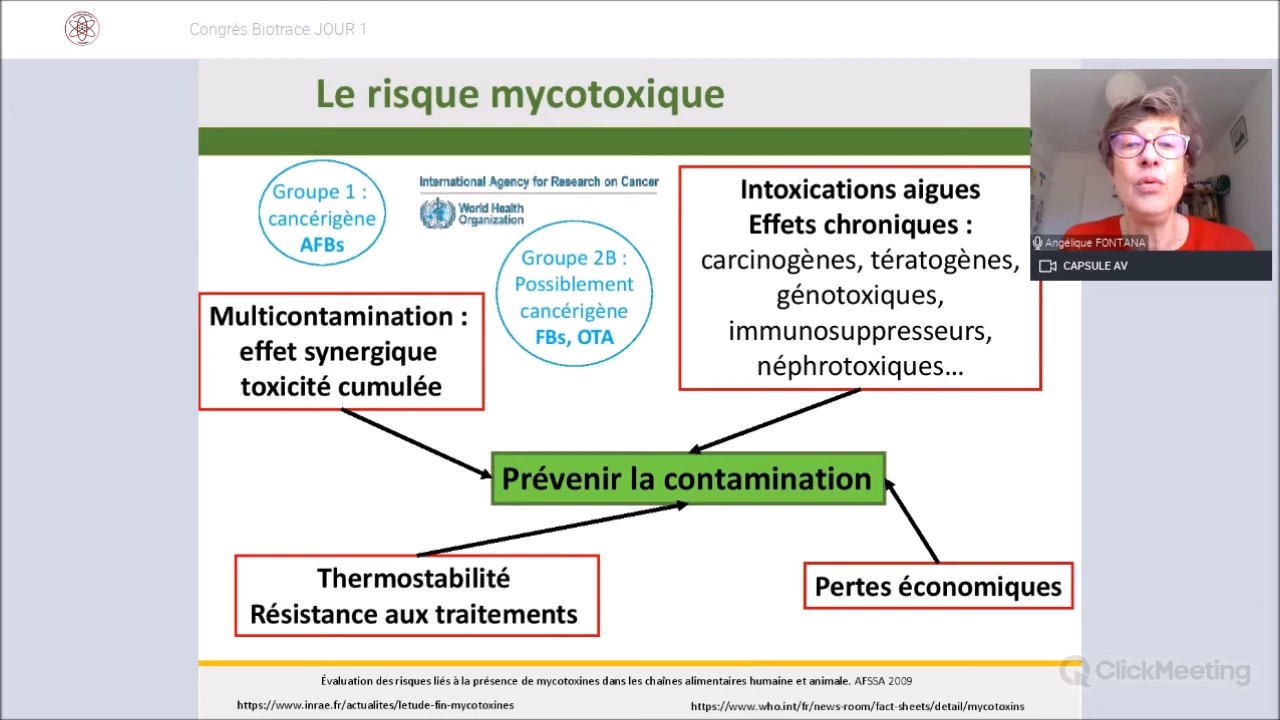 Congrès Biotrace JOUR 1
Le risque mycotoxique
Groupe 1 :
cancérigène
AFBs
International Agency for Research on Cancer
World Health
Organization
Groupe 2B :
Possiblement
cancérigène
FBs, OTA
Intoxications aigues
Effets chroniques :
carcinogènes, tératogènes,
génotoxiques,
immunosuppresseurs,
néphrotoxiques...
Angélique FONTANA
CAPSULE AV
Multicontamination :
effet synergique
toxicité cumulée
Prévenir la contamination
Thermostabilité
Résistance aux traitements
Pertes économiques
ClickMeeting
Évaluation des risques liés à la présence de mycotoxines dans les chaînes alimentaires humaine et animale. AFSSA 2009
https://www.inrae.fr/actualites/letude-fin-mycotoxines
https://www.who.int/fr/news-room/fact-sheets/detail/mycotoxins